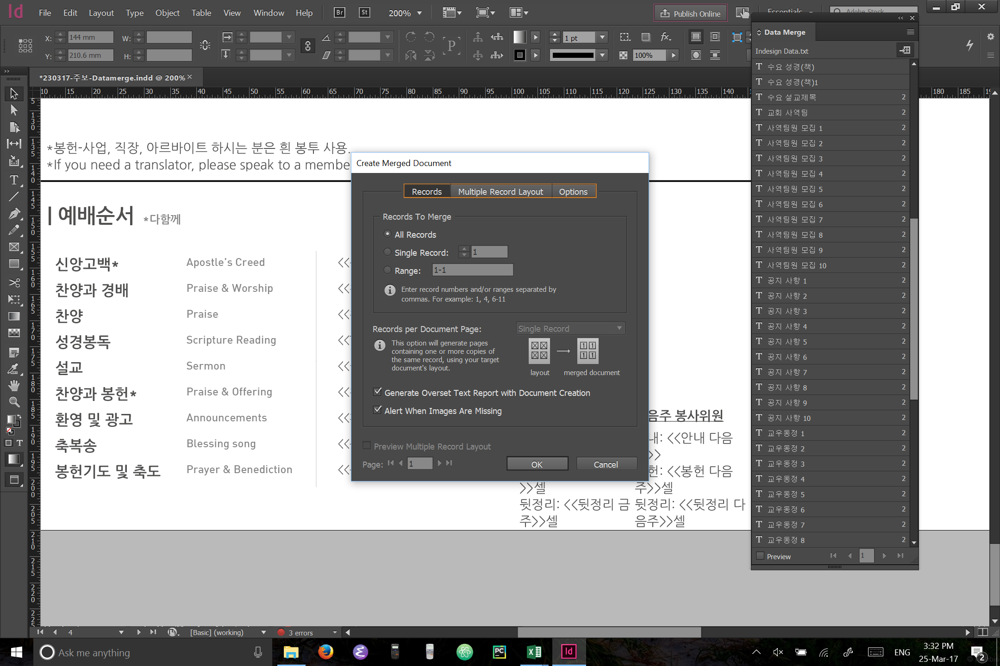 Id File Edit Layout Type Object Table View Window Help Br St 200% Publish Online Essentials Adobe Stock
X: 144 mm W: 1 pt
Y: 210.6 mm H: P 100%
*230317-주보-Datamerge.indd @ 200%
10 15 20 25 30 35 40 45 50 55 60 65 70 75 80 85 90 95 100 105 110 115 120 125 130 135 140 180 185
*봉헌-사업, 직장, 아르바이트 하시는 분은 흰 봉투 사용.
*If you need a translator, please speak to a membe
| 예배순서 *다함께
신앙고백* Apostle's Creed <<
찬양과 경배 Praise & Worship <<
찬양 Praise <<
성경봉독 Scripture Reading <<
설교 Sermon <<
찬양과 봉헌* Praise & Offering <<
환영 및 광고 Announcements <<
축복송 Blessing song <<
봉헌기도 및 축도 Prayer & Benediction <<
Create Merged Document
Records Multiple Record Layout Options
Records To Merge
All Records
Single Record: 1
Range: 1-1
Enter record numbers and/or ranges separated by
commas. For example: 1, 4, 6-11
Records per Document Page: Single Record
This option will generate pages
containing one or more copies of
the same record, using your target
document's layout.
layout merged document
Generate Overset Text Report with Document Creation
Alert When Images Are Missing
Preview Multiple Record Layout
Page: 1 OK Cancel
음주 봉사위원
내: <<안내 다음
>>
헌: <<봉헌 다음
>>셀 주>>셀
뒷정리: <<뒷정리 금 뒷정리: <<뒷정리 다
주>>셀 음주>>셀
Data Merge
Indesign Data.txt
T 수요 성경(책)
T 수요 성경(책)1
T 수요 설교제목 2
T 교회 사역팀 2
T 사역팀원 모집 1 2
T 사역팀원 모집 2 2
T 사역팀원 모집 3 2
T 사역팀원 모집 4 2
T 사역팀원 모집 5 2
T 사역팀원 모집 6 2
T 사역팀원 모집 7 2
T 사역팀원 모집 8 2
T 사역팀원 모집 9 2
T 사역팀원 모집 10 2
T 공지 사항 1 2
T 공지 사항 2 2
T 공지 사항 3 2
T 공지 사항 4 2
T 공지 사항 5 2
T 공지 사항 6 2
T 공지 사항 7 2
T 공지 사항 8 2
T 공지 사항 9 2
T 공지 사항 10 2
T 교우동정 1 2
T 교우동정 2 2
T 교우동정 3 2
T 교우동정 4 2
T 교우동정 5 2
T 교우동정 6 2
T 교우동정 7 2
T 교우동정 8 2
Preview 1
4 [Basic] (working) 3 errors
Ask me anything PC Id ENG 3:32 PM
25-Mar-17 2